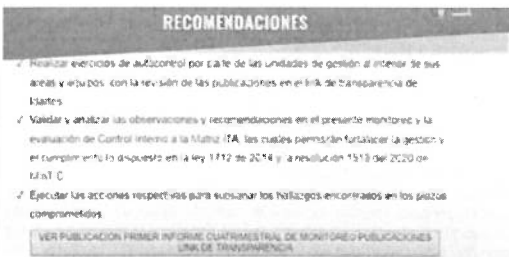 RECOMENDACIONES
✓ Realizar ejercicios de autocontrol por parte de las unidades de gestión al interior de sus
áreas y equipos, con la revisión de las publicaciones en el link de transparencia de
Idartes
✓ Validar y analizar las observaciones y recomendaciones en el presente monitoreo y la
evaluación de Control Interno a la Matriz ITA, las cuales permitirán fortalecer la gestión y
el cumplimiento lo dispuesto en la ley 1712 de 2014 y la resolución 1519 del 2020 de
MinTIC
✓ Ejecutar las acciones respectivas para subsanar los hallazgos encontrados en los plazos
comprometidos
VER PUBLICACIÓN PRIMER INFORME CUATRIMESTRAL DE MONITOREO PUBLICACIONES
LINK DE TRANSPARENCIA